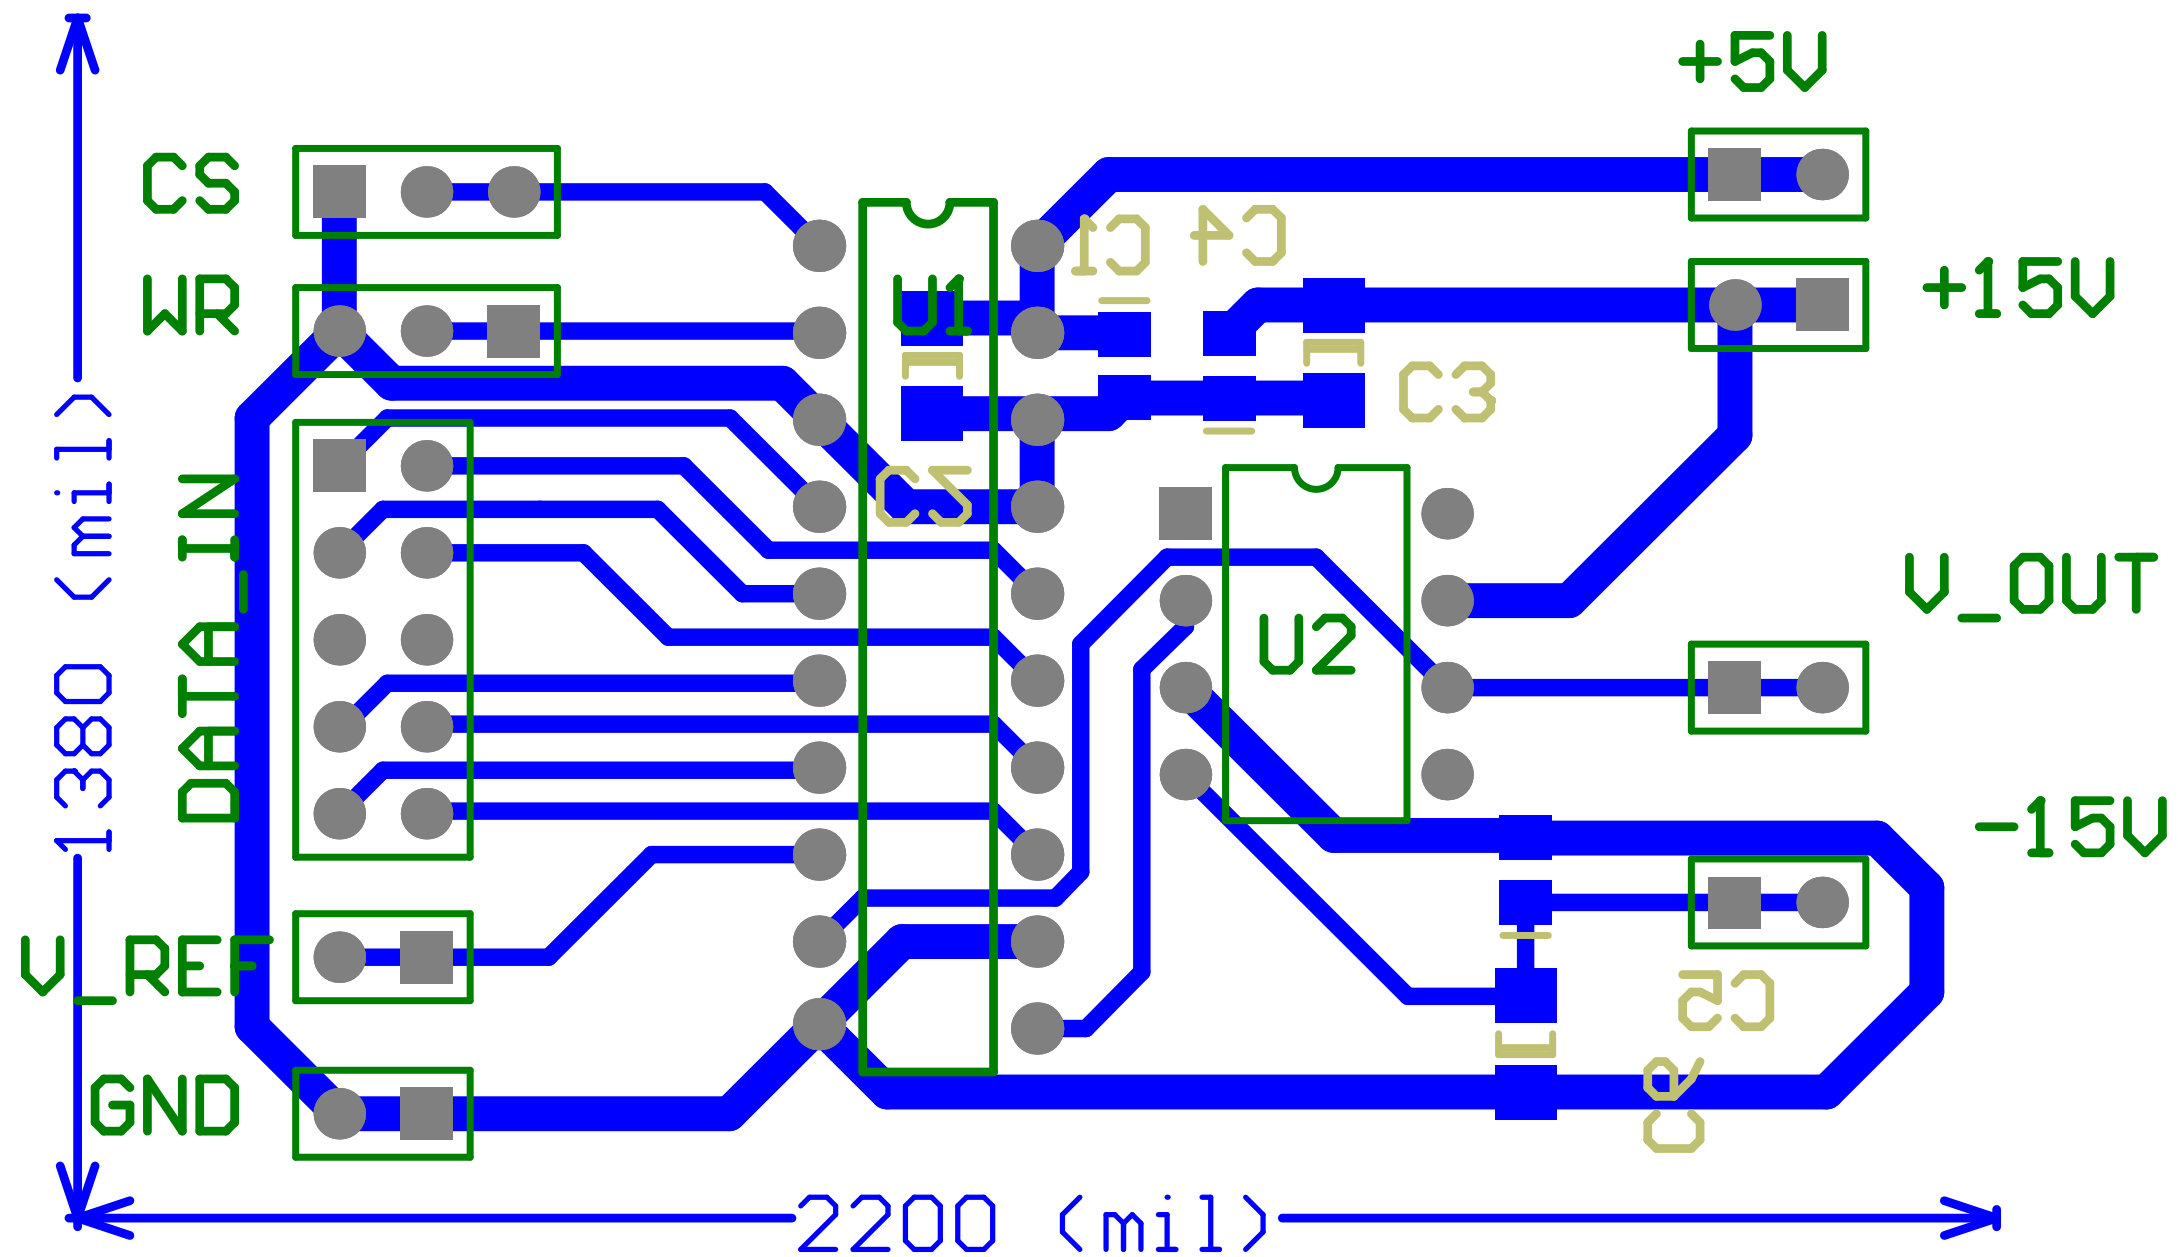 +5V
CS
C1
C4
WR
U1
+15V
C3
C2
DATA_IN
U2
V_OUT
1380 (mil)
-15V
V_REF
C5
C6
GND
2200 (mil)